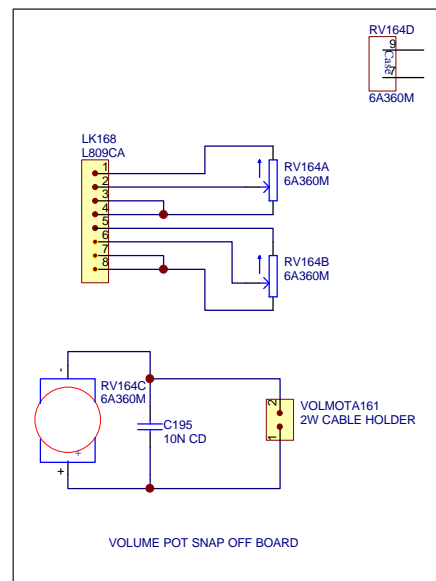 RV164D
9
Case
7
6A360M
LK168
L809CA
1
2
3
4
5
6
7
8
RV164A
6A360M
RV164B
6A360M
-
RV164C
6A360M
+
+
C195
10N CD
2
1
VOLMOTA161
2W CABLE HOLDER
VOLUME POT SNAP OFF BOARD